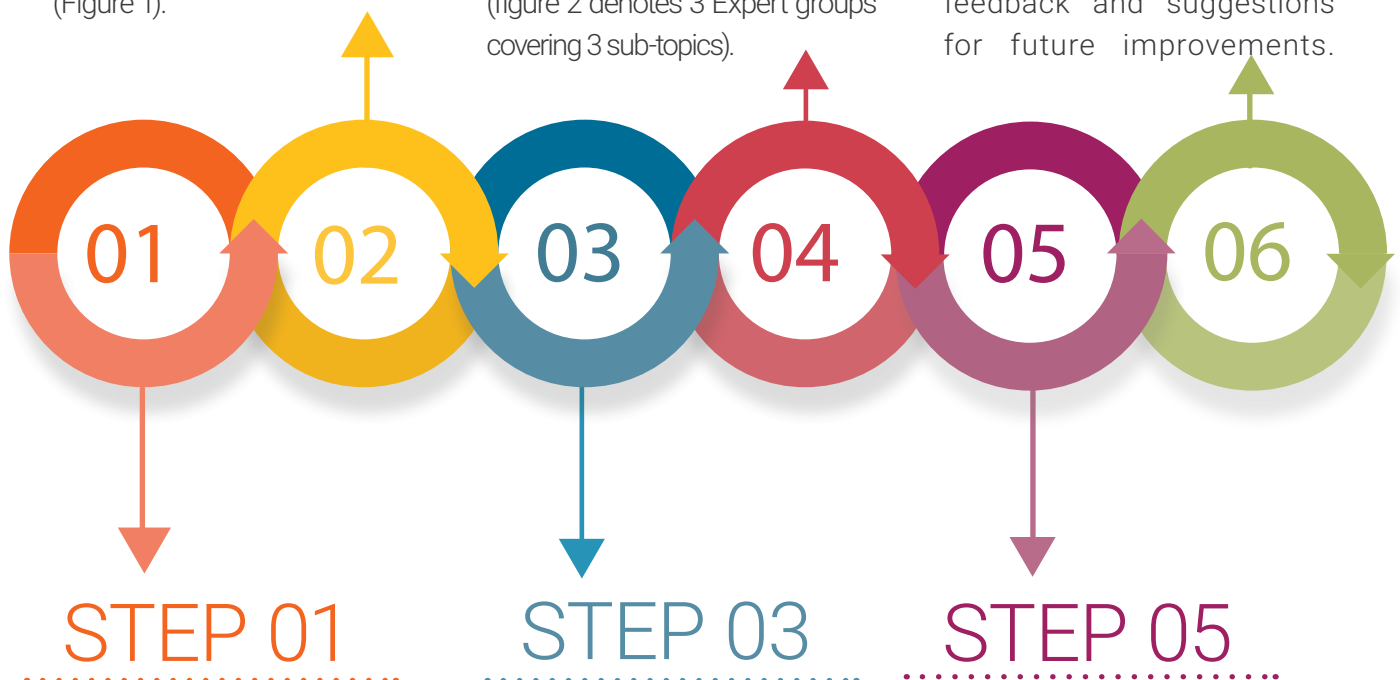 (Figure 1).
(figure 2 denotes 3 Expert groups
covering 3 sub-topics).
feedback and suggestions
for future improvements.
01
02
03
04
05
06
STEP 01
STEP 03
STEP 05